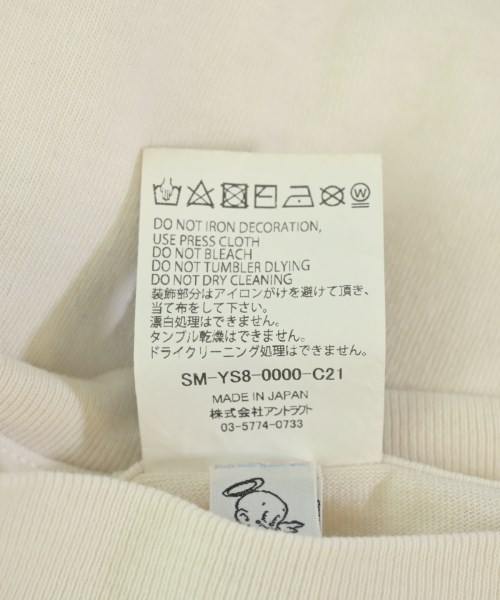 DO NOT IRON DECORATION,
USE PRESS CLOTH
DO NOT BLEACH
DO NOT TUMBLER DLYING
DO NOT DRY CLEANING
装飾部分はアイロンがけを避けて頂き、
当て布をして下さい。
漂白処理はできません。
タンブル乾燥はできません。
ドライクリーニング処理はできません。
SM-YS8-0000-C21
MADE IN JAPAN
株式会社アントラクト
03-5774-0733